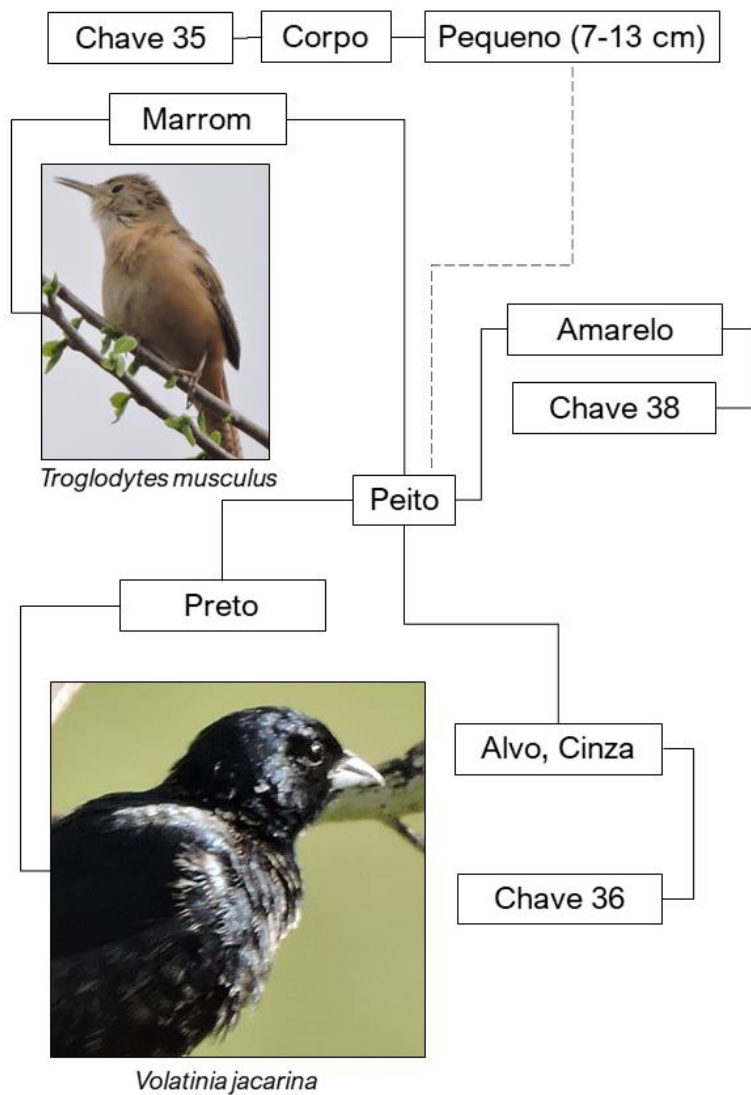 Chave 35
Corpo
Pequeno (7-13 cm)
Marrom
Amarelo
Chave 38
Troglodytes musculus
Peito
Preto
Alvo, Cinza
Chave 36
Volatinia jacarina